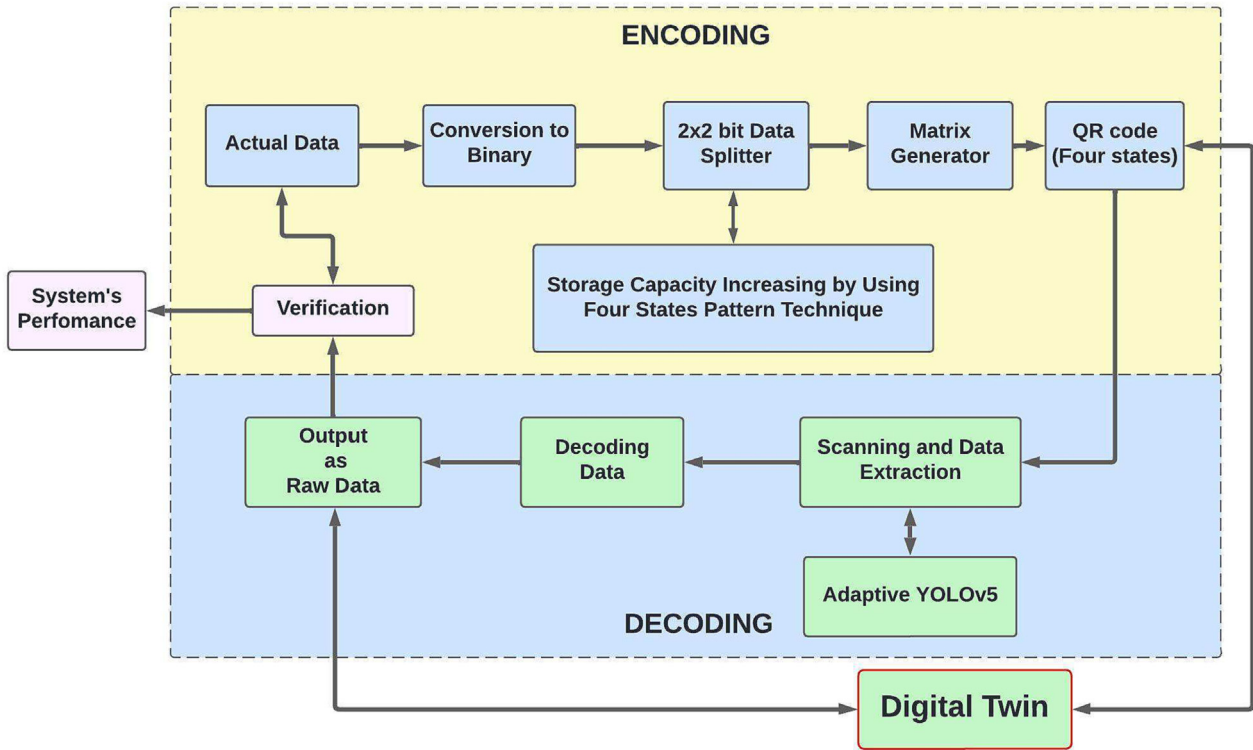 ENCODING
Actual Data
Conversion to
Binary
2x2 bit Data
Splitter
Matrix
Generator
QR code
(Four states)
Storage Capacity Increasing by Using
Four States Pattern Technique
System's
Perfomance
Verification
Output
as
Raw Data
Decoding
Data
Scanning and Data
Extraction
Adaptive YOLOv5
DECODING
Digital Twin